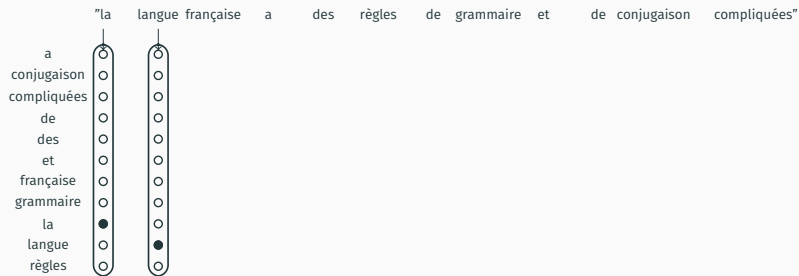 ”la langue française a des règles de grammaire et de conjugaison compliquées”
a
conjugaison
compliquées
de
des
et
française
grammaire
la
langue
règles